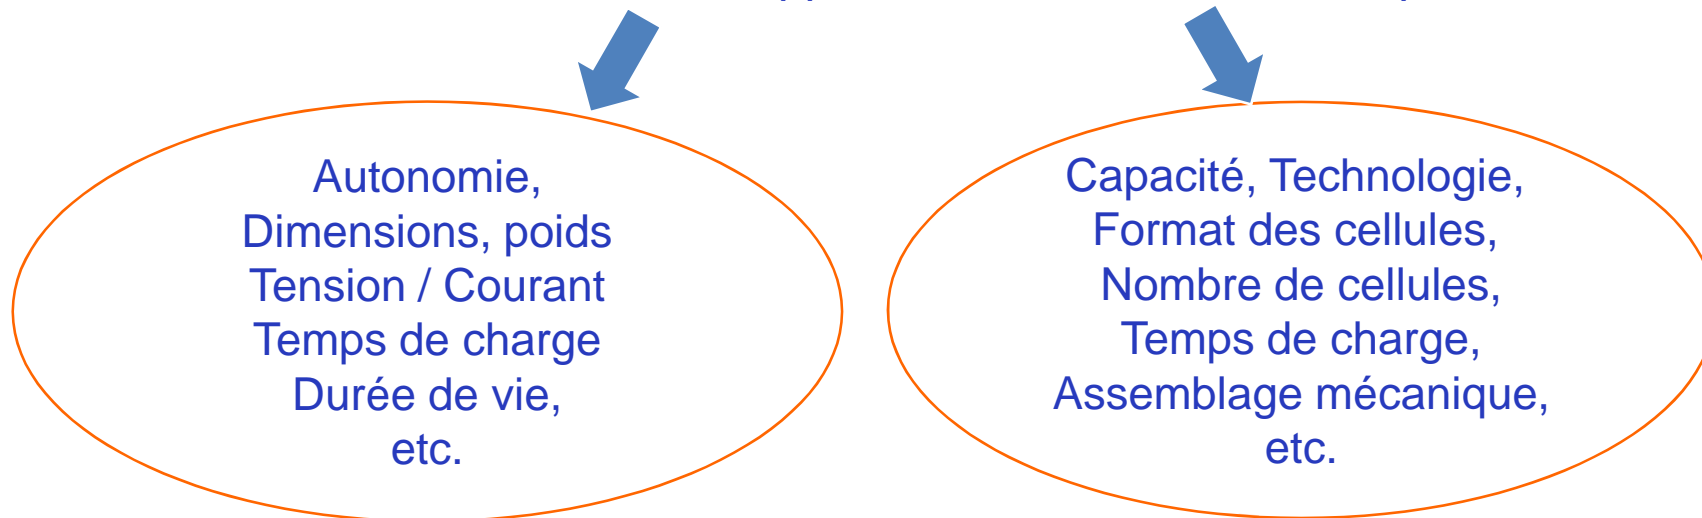 Autonomie,
Dimensions, poids
Tension / Courant
Temps de charge
Durée de vie,
etc.
Capacité, Technologie,
Format des cellules,
Nombre de cellules,
Temps de charge,
Assemblage mécanique,
etc.